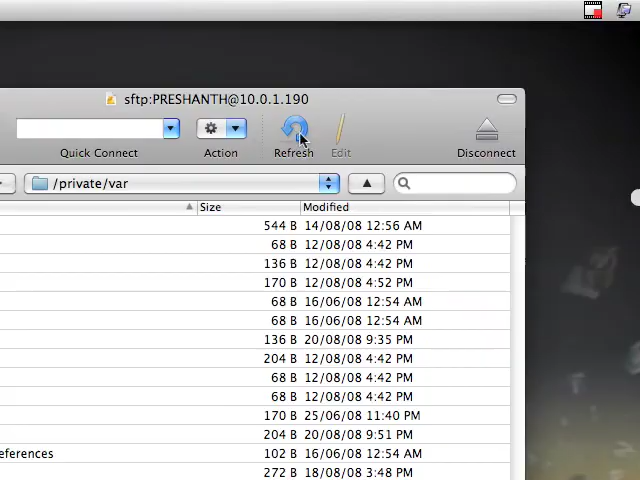 sftp:PRESHANTH@10.0.1.190
Quick Connect Action Refresh Edit Disconnect
/private/var
Size Modified
544 B 14/08/08 12:56 AM
68 B 12/08/08 4:42 PM
136 B 12/08/08 4:42 PM
170 B 12/08/08 4:52 PM
68 B 16/06/08 12:54 AM
68 B 16/06/08 12:54 AM
136 B 20/08/08 9:35 PM
204 B 12/08/08 4:42 PM
68 B 12/08/08 4:42 PM
68 B 12/08/08 4:42 PM
170 B 25/06/08 11:40 PM
204 B 20/08/08 9:51 PM
eferences 102 B 16/06/08 12:54 AM
272 B 18/08/08 3:48 PM